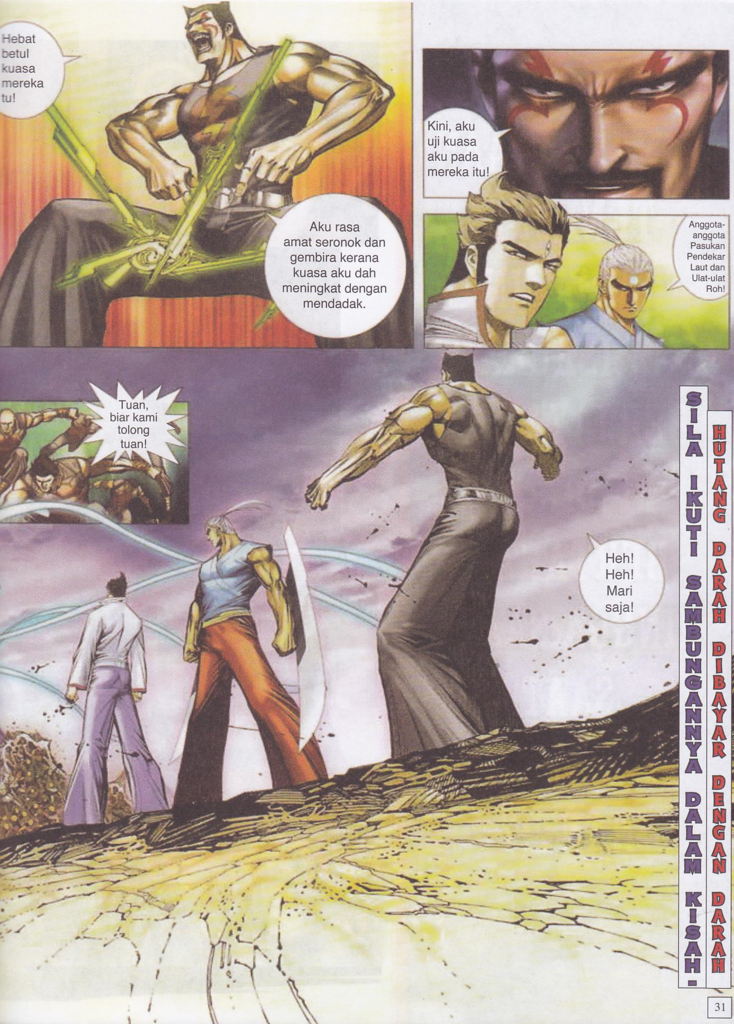 Hebat
betul
kuasa
mereka
tu!
Aku rasa
amat seronok dan
gembira kerana
kuasa aku dah
meningkat dengan
mendadak.
Kini, aku
uji kuasa
aku pada
mereka itu!
Anggota-
anggota
Pasukan
Pendekar
Laut dan
Ulat-ulat
Roh!
Tuan,
biar kami
tolong
tuan!
Heh!
Heh!
Mari
saja!
SILA IKUTI SAMBUNGANNYA DALAM KISAH-
HUTANG DARAH DIBAYAR DENGAN DARAH
31